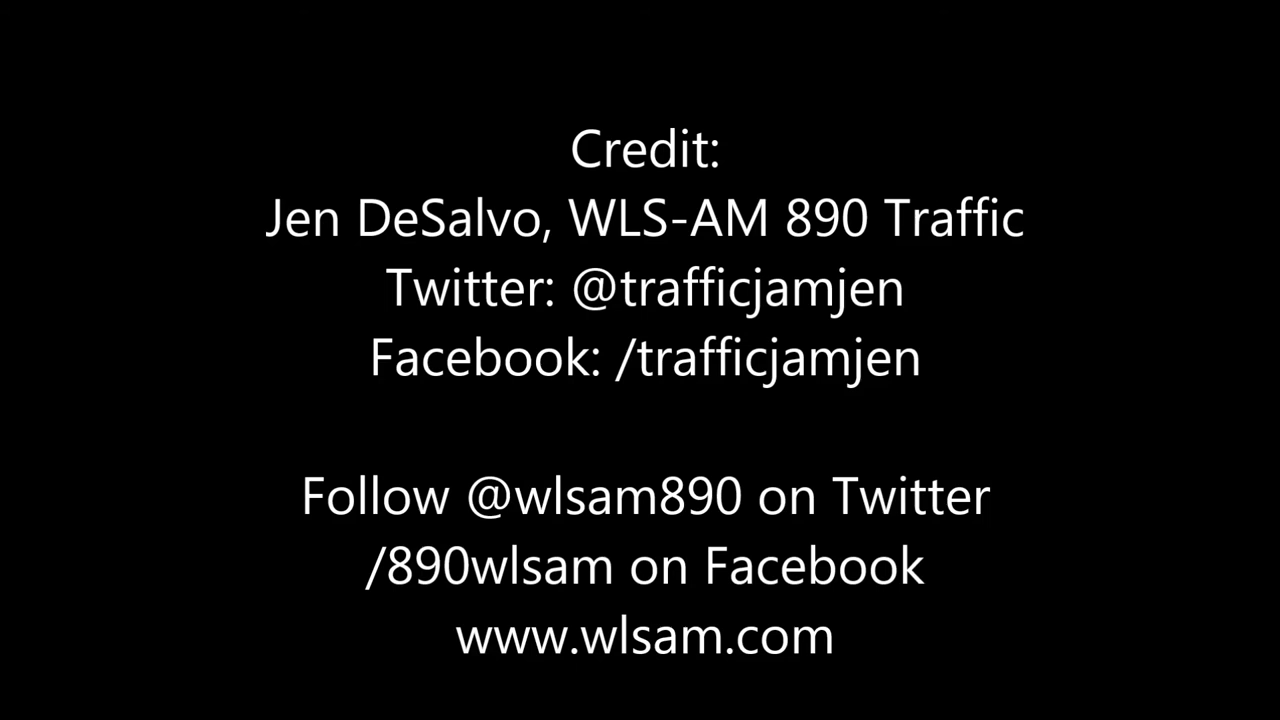 Credit:
Jen DeSalvo, WLS-AM 890 Traffic
Twitter: @trafficjamjen
Facebook: /trafficjamjen
Follow @wlsam890 on Twitter
/890wlsam on Facebook
www.wlsam.com